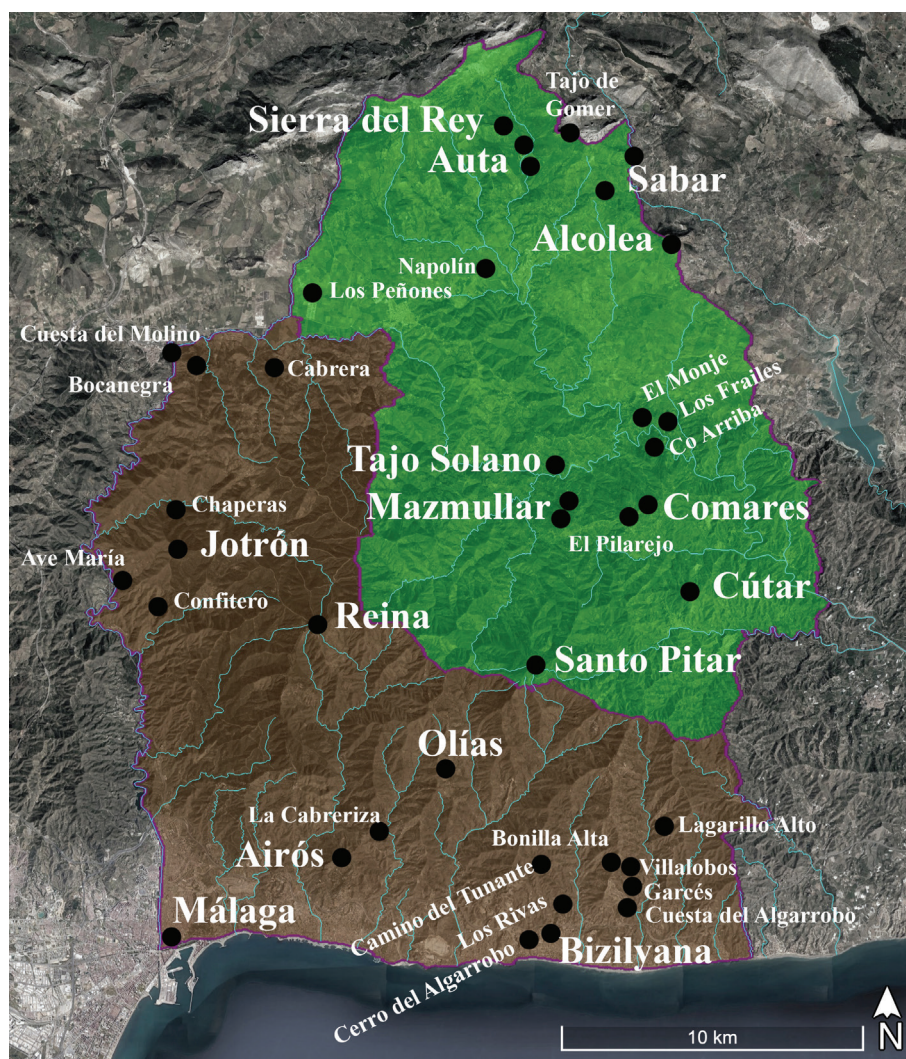 Tajo de
Gomer
Sierra del Rey
Auta
Sabar
Alcolea
Napolín
Los Peñones
Cuesta del Molino
Bocanegra
Cabrera
El Monje
Los Frailes
Co Arriba
Tajo Solano
Mazmullar
Comares
El Pilarejo
Chaperas
Jotrón
Ave María
Confitero
Cútar
Reina
Santo Pitar
Olías
La Cabreriza
Airós
Lagarillo Alto
Bonilla Alta
Villalobos
Garcés
Camino del Tunante
Cuesta del Algarrobo
Málaga
Los Rivas
Bizilyana
Cerro del Algarrobo
10 km
N